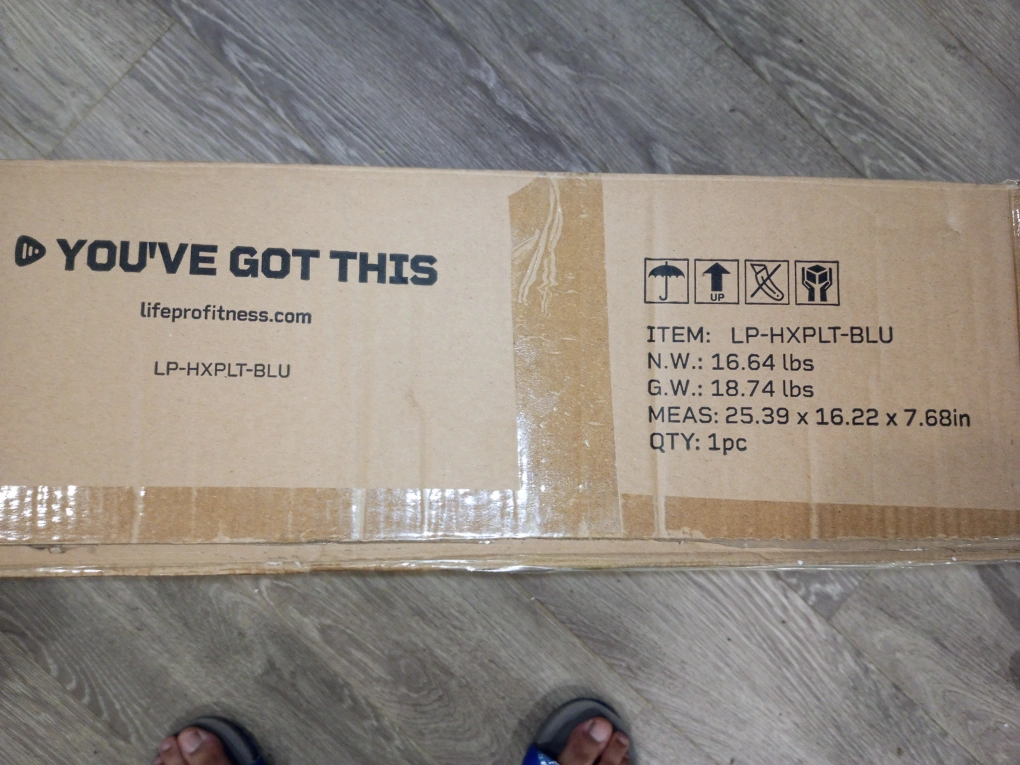 YOU'VE GOT THIS
lifeprofitness.com
LP-HXPLT-BLU
UP
ITEM: LP-HXPLT-BLU
N.W.: 16.64 lbs
G.W.: 18.74 lbs
MEAS: 25.39 x 16.22 x 7.68in
QTY: 1pc